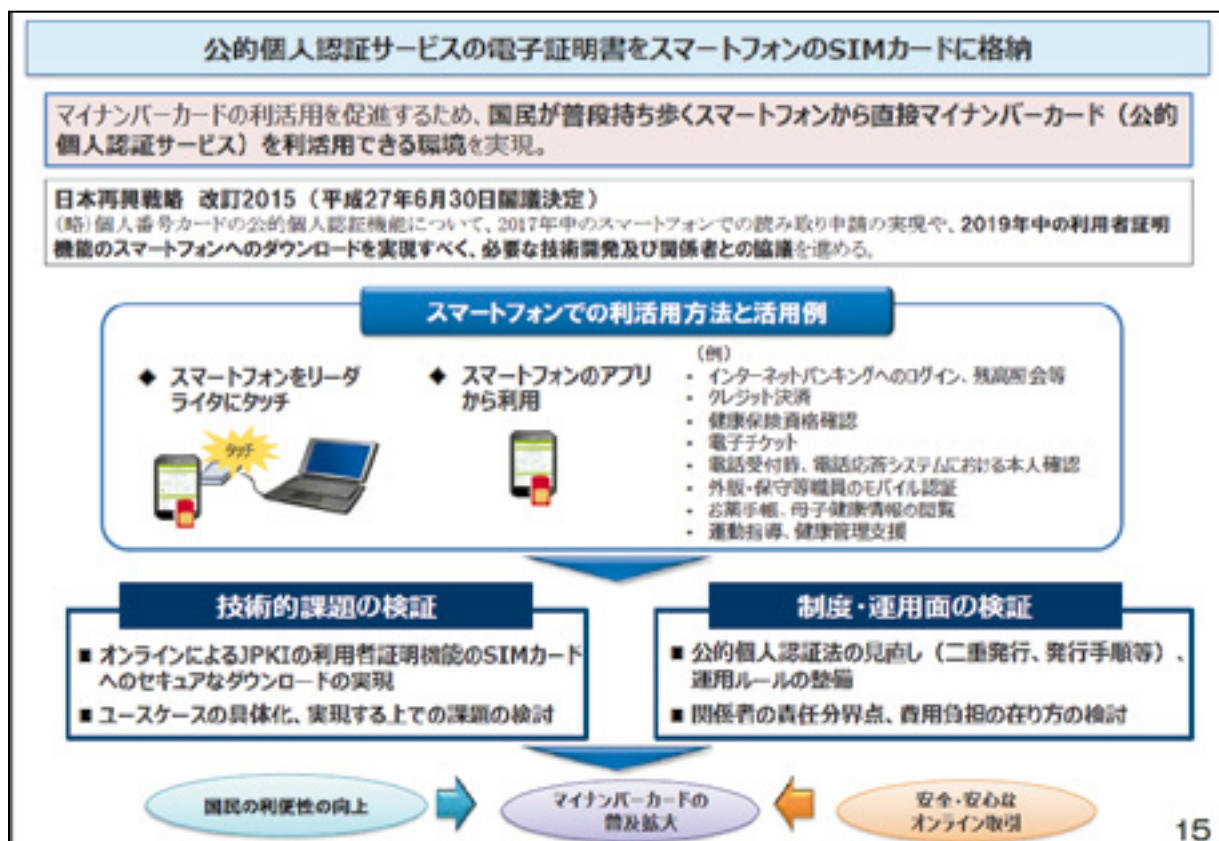 公的個人認証サービスの電子証明書をスマートフォンのSIMカードに格納
マイナンバーカードの利活用を促進するため、国民が普段持ち歩くスマートフォンから直接マイナンバーカード（公的
個人認証サービス）を利活用できる環境を実現。
日本再興戦略 改訂2015（平成27年6月30日閣議決定）
（略）個人番号カードの公的個人認証機能について、2017年中のスマートフォンでの読み取り申請の実現や、2019年中の利用者証明
機能のスマートフォンへのダウンロードを実現すべく、必要な技術開発及び関係者との協議を進める。
スマートフォンでの利活用方法と活用例
◆ スマートフォンをリーダ
ライタにタッチ
タッチ
◆ スマートフォンのアプリ
から利用
（例）
・ インターネットバンキングへのログイン、残高照会等
・ クレジット決済
・ 健康保険資格確認
・ 電子チケット
・ 電話受付時、電話応答システムにおける本人確認
・ 外販・保守等職員のモバイル認証
・ お薬手帳、母子健康情報の閲覧
・ 運動指導、健康管理支援
技術的課題の検証
■ オンラインによるJPKIの利用者証明機能のSIMカード
へのセキュアなダウンロードの実現
■ ユースケースの具体化、実現する上での課題の検討
制度・運用面の検証
■ 公的個人認証法の見直し（二重発行、発行手順等）、
運用ルールの整備
■ 関係者の責任分界点、費用負担の在り方の検討
国民の利便性の向上
マイナンバーカードの
普及拡大
安全・安心な
オンライン取引
15